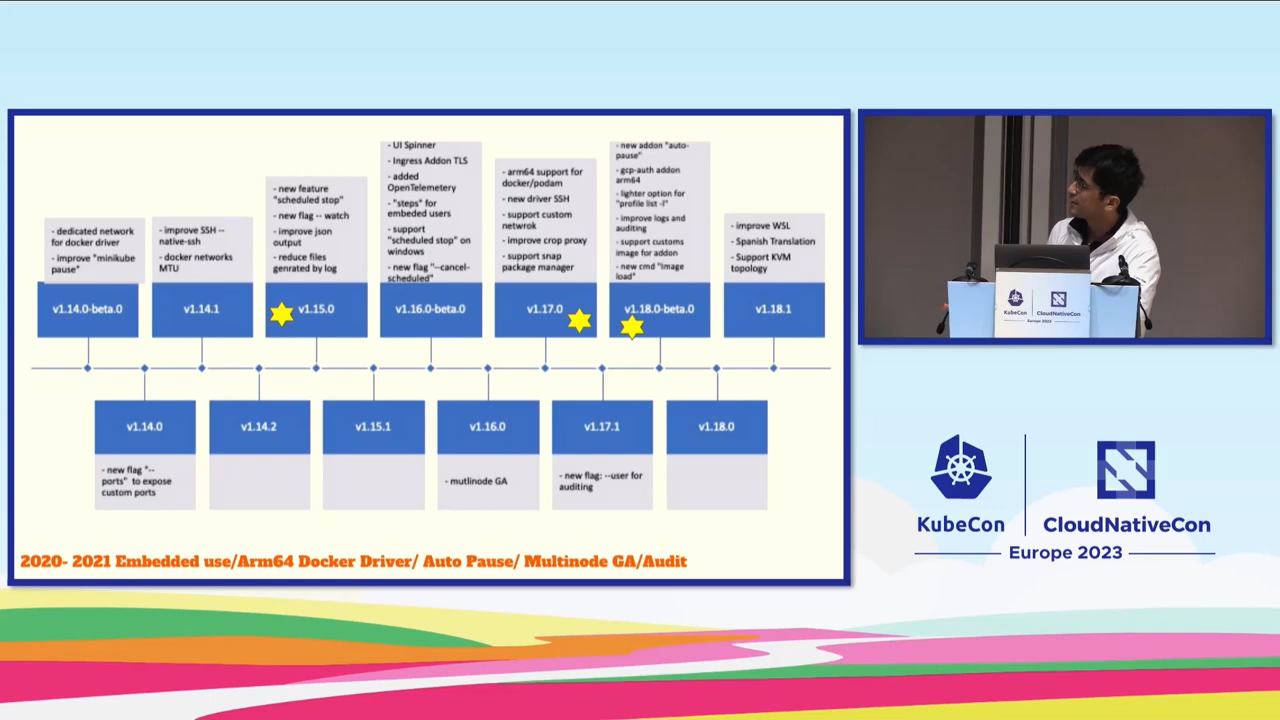 - dedicated network
for docker driver
- improve "minikube
pause"
v1.14.0-beta.0
- improve SSH --
native-ssh
- docker networks
MTU
v1.14.1
- new feature
"scheduled stop"
- new flag -- watch
- improve json
output
- reduce files
genrated by log
v1.15.0
- UI Spinner
- Ingress Addon TLS
- added
OpenTelemetery
- "steps" for
embeded users
- support
"scheduled stop" on
windows
- new flag "--cancel-
scheduled"
v1.16.0-beta.0
- arm64 support for
docker/podam
- new driver SSH
- support custom
netwrok
- improve crop proxy
- support snap
package manager
v1.17.0
- new addon "auto-
pause"
- gcp-auth addon
arm64
- lighter option for
"profile list -l"
- improve logs and
auditing
- support customs
image for addon
- new cmd "Image
load"
v1.18.0-beta.0
- improve WSL
- Spanish Translation
- Support KVM
topology
v1.18.1
v1.14.0
- new flag "--
ports" to expose
custom ports
v1.14.2
v1.15.1
v1.16.0
- mutlinode GA
v1.17.1
- new flag: --user for
auditing
v1.18.0
2020- 2021 Embedded use/Arm64 Docker Driver/ Auto Pause/ Multinode GA/Audit
KubeCon
CloudNativeCon
Europe 2023
KubeCon
CloudNativeCon
Europe 2023